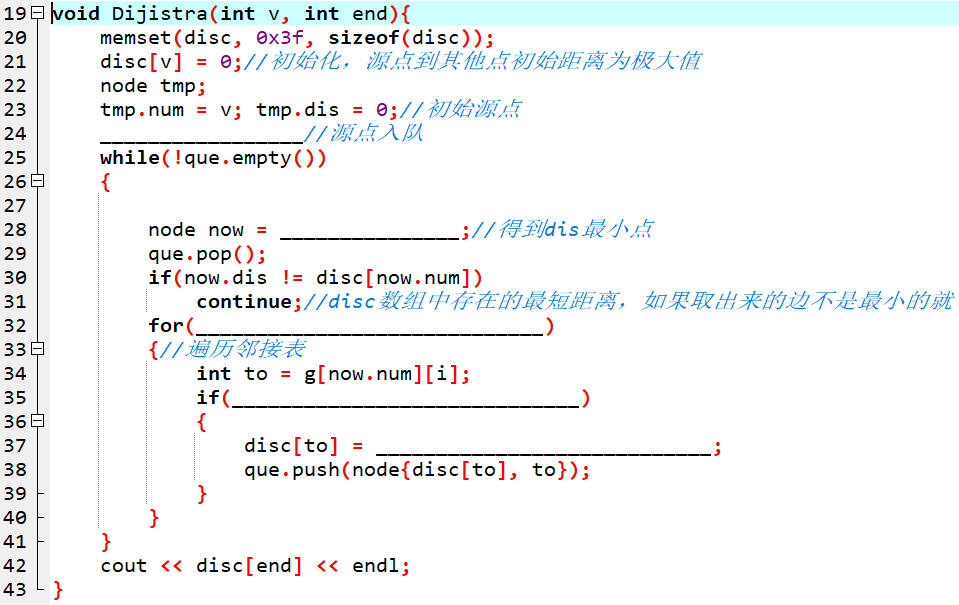 19 void Dijistra(int v, int end){
20 memset(disc, 0x3f, sizeof(disc));
21 disc[v] = 0;//初始化，源点到其他点初始距离为极大值
22 node tmp;
23 tmp.num = v; tmp.dis = 0;//初始源点
24 _________________//源点入队
25 while(!que.empty())
26 {
27
28 node now = _______________;//得到dis最小点
29 que.pop();
30 if(now.dis != disc[now.num])
31 continue;//disc数组中存在的最短距离，如果取出来的边不是最小的就
32 for(_____________________________)
33 {//遍历邻接表
34 int to = g[now.num][i];
35 if(_____________________________)
36 {
37 disc[to] = ____________________________;
38 que.push(node{disc[to], to});
39 }
40 }
41 }
42 cout << disc[end] << endl;
43 }